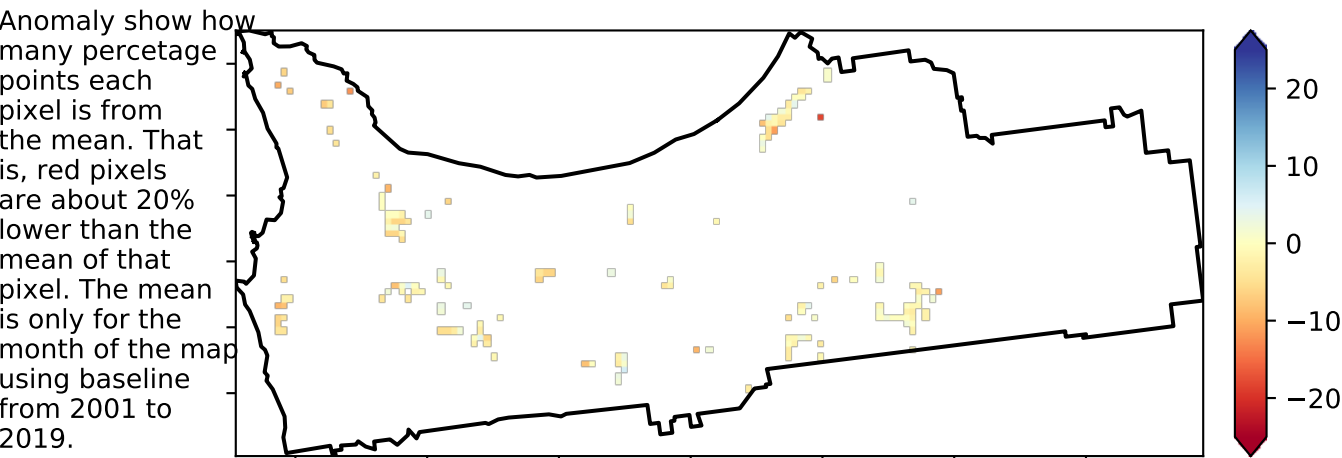 Anomaly show how
many percetage
points each
pixel is from
the mean. That
is, red pixels
are about 20%
lower than the
mean of that
pixel. The mean
is only for the
month of the map
using baseline
from 2001 to
2019.
20
10
0
−10
−20